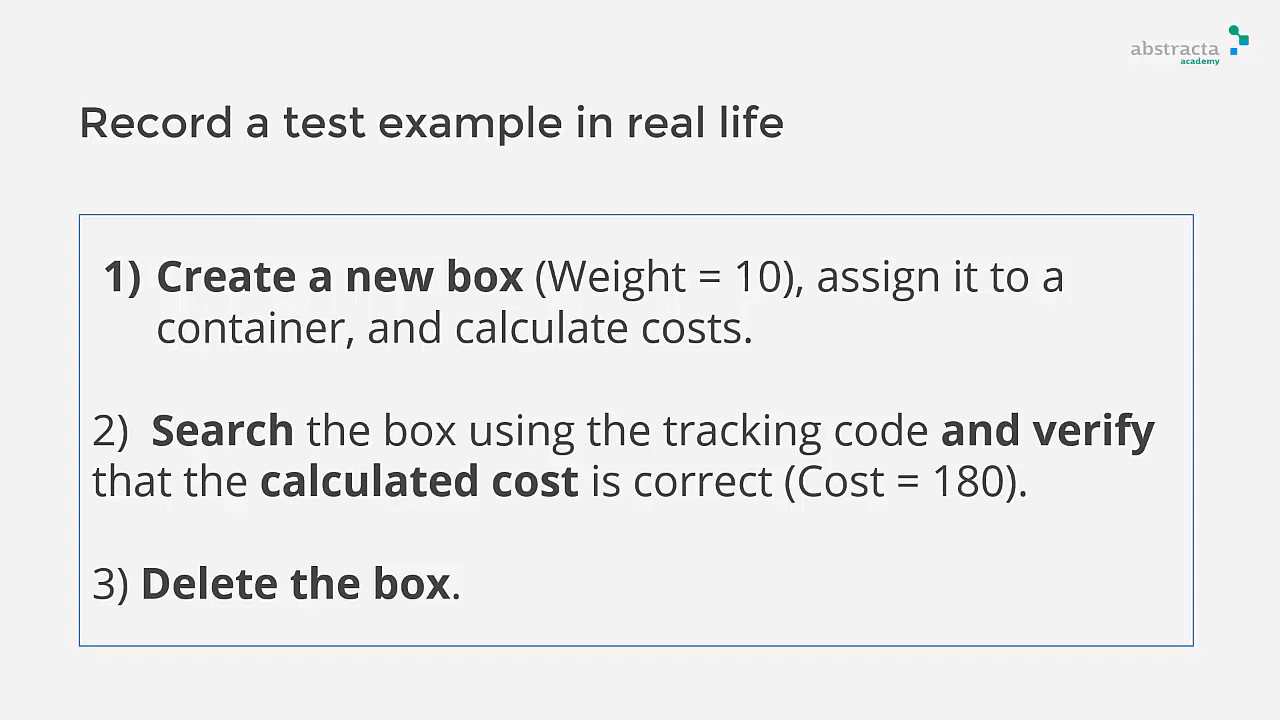 abstracta
academy
Record a test example in real life
1) Create a new box (Weight = 10), assign it to a
container, and calculate costs.
2) Search the box using the tracking code and verify
that the calculated cost is correct (Cost = 180).
3) Delete the box.